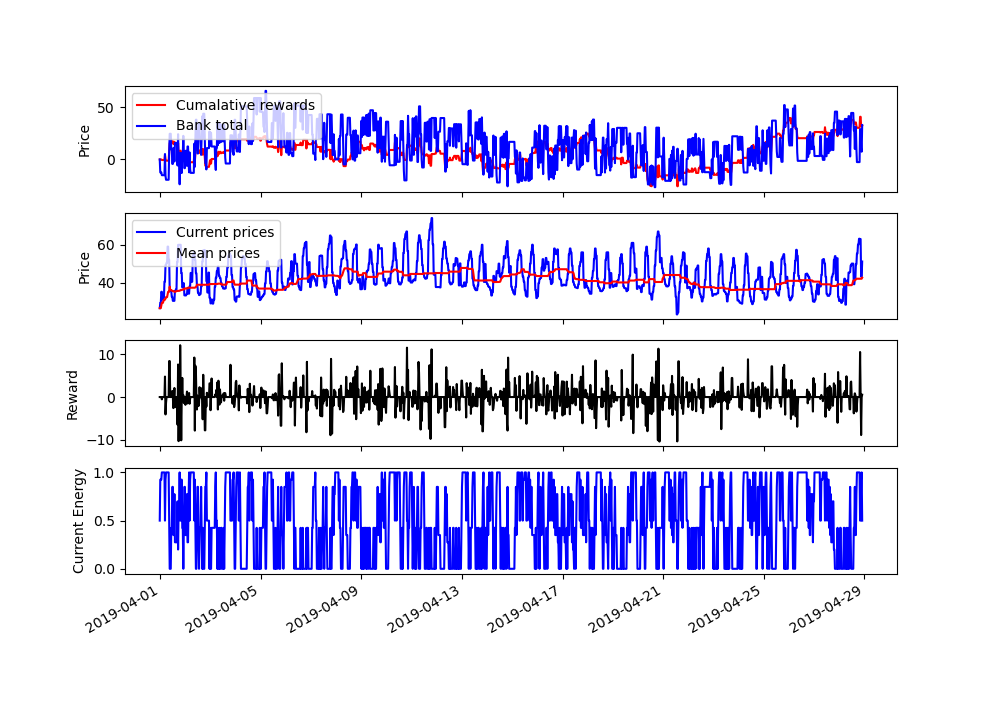 Price
50
0
Cumalative rewards
Bank total
Price
60
40
Current prices
Mean prices
Reward
10
0
−10
Current Energy
1.0
0.5
0.0
2019-04-01
2019-04-05
2019-04-09
2019-04-13
2019-04-17
2019-04-21
2019-04-25
2019-04-29